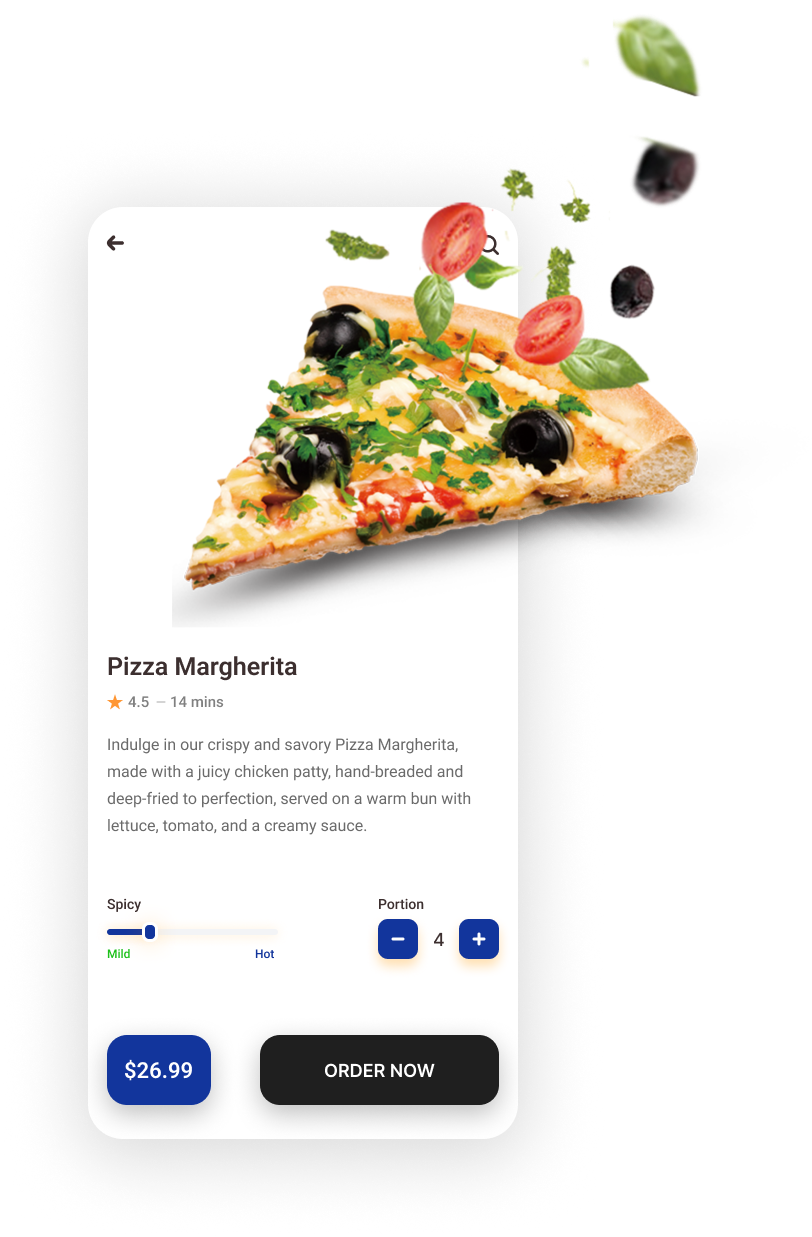 Pizza Margherita
4.5 – 14 mins
Indulge in our crispy and savory Pizza Margherita,
made with a juicy chicken patty, hand-breaded and
deep-fried to perfection, served on a warm bun with
lettuce, tomato, and a creamy sauce.
Spicy
Portion
4
Mild
Hot
$26.99
ORDER NOW